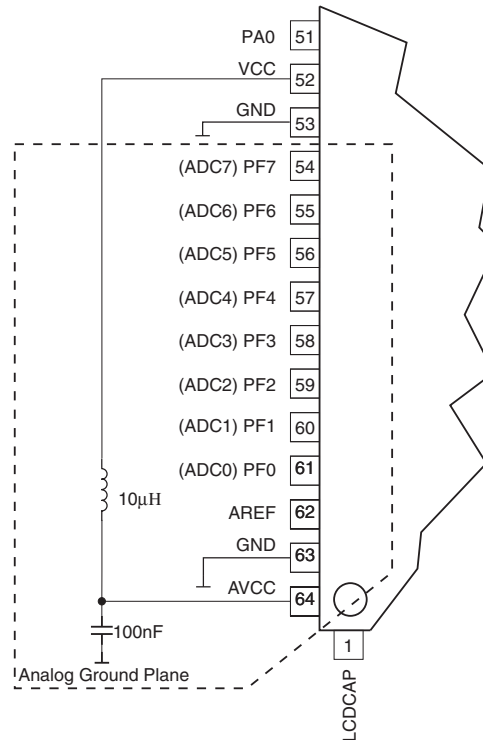 PA0 51
VCC 52
GND 53
(ADC7) PF7 54
(ADC6) PF6 55
(ADC5) PF5 56
(ADC4) PF4 57
(ADC3) PF3 58
(ADC2) PF2 59
(ADC1) PF1 60
(ADC0) PF0 61
10μH
AREF 62
GND 63
AVCC 64
100nF
1
Analog Ground Plane
LCDCAP